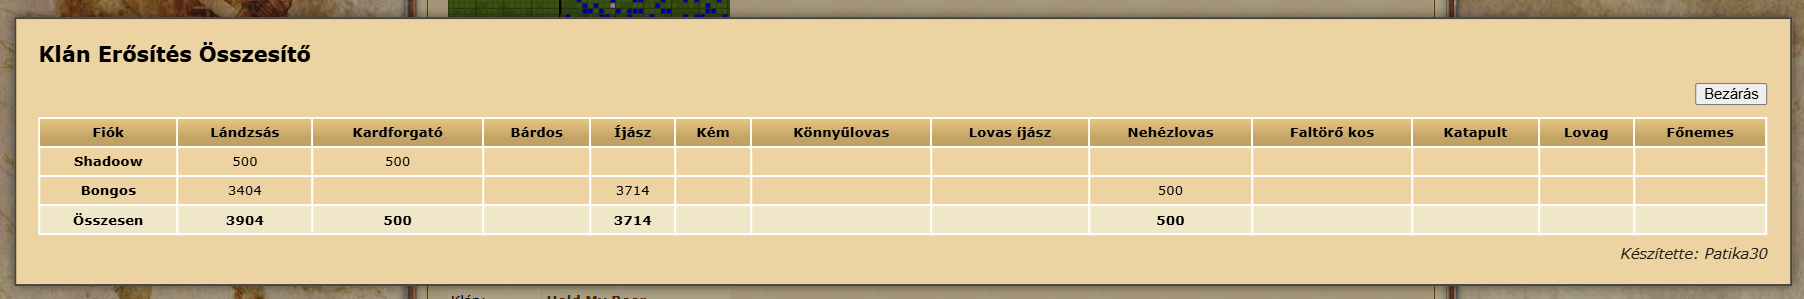 Klán Erősítés Összesítő
Bezárás
Fiók Lándzsás Kardforgató Bárdos Íjász Kém Könnyűlovas Lovas íjász Nehézlovas Faltörő kos Katapult Lovag Főnemes
Shadoow 500 500
Bongos 3404 3714 500
Összesen 3904 500 3714 500
Készítette: Patika30